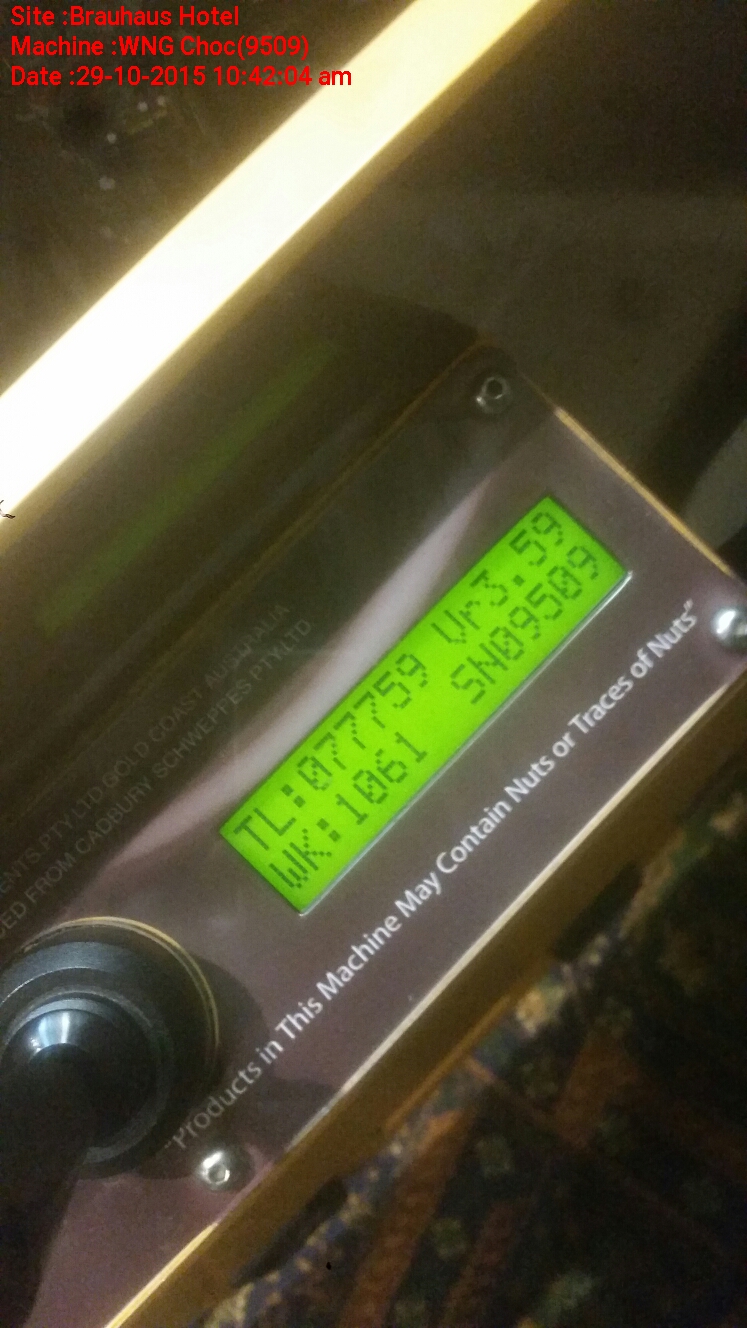 Site :Brauhaus Hotel
Machine :WNG Choc(9509)
Date :29-10-2015 10:42:04 am
TL:077759 Vr3.59
WK:1061 SN09509
"Products in This Machine May Contain Nuts or Traces of Nuts"
PTY LTD GOLD COAST AUSTRALIA
FROM CADBURY SCHWEPPES PTY LTD